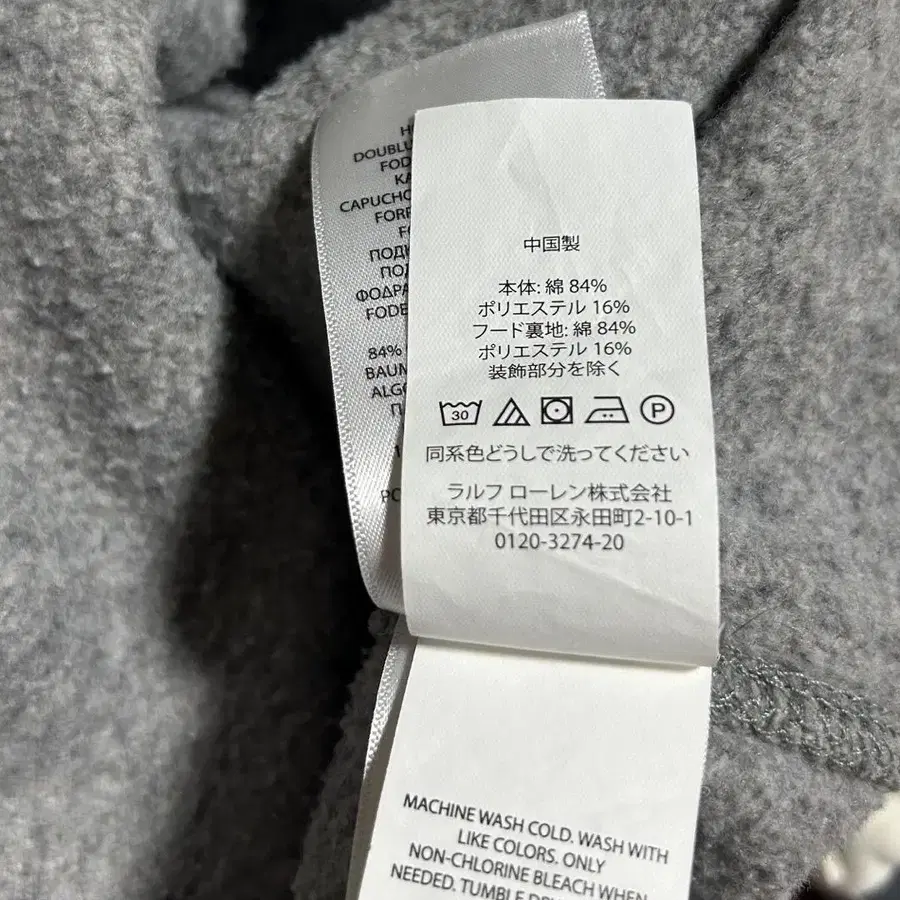 DOUBLU
CAPUCHO
ПОДК
ФОДРА
FODE
84%
BAUM
ALGO
PO
中国製
本体: 綿 84%
ポリエステル 16%
フード裏地: 綿 84%
ポリエステル 16%
装飾部分を除く
30
P
同系色どうしで洗ってください
ラルフ ローレン株式会社
東京都千代田区永田町2-10-1
0120-3274-20
MACHINE WASH COLD. WASH WITH
LIKE COLORS. ONLY
NON-CHLORINE BLEACH WHEN
NEEDED. TUMBLE